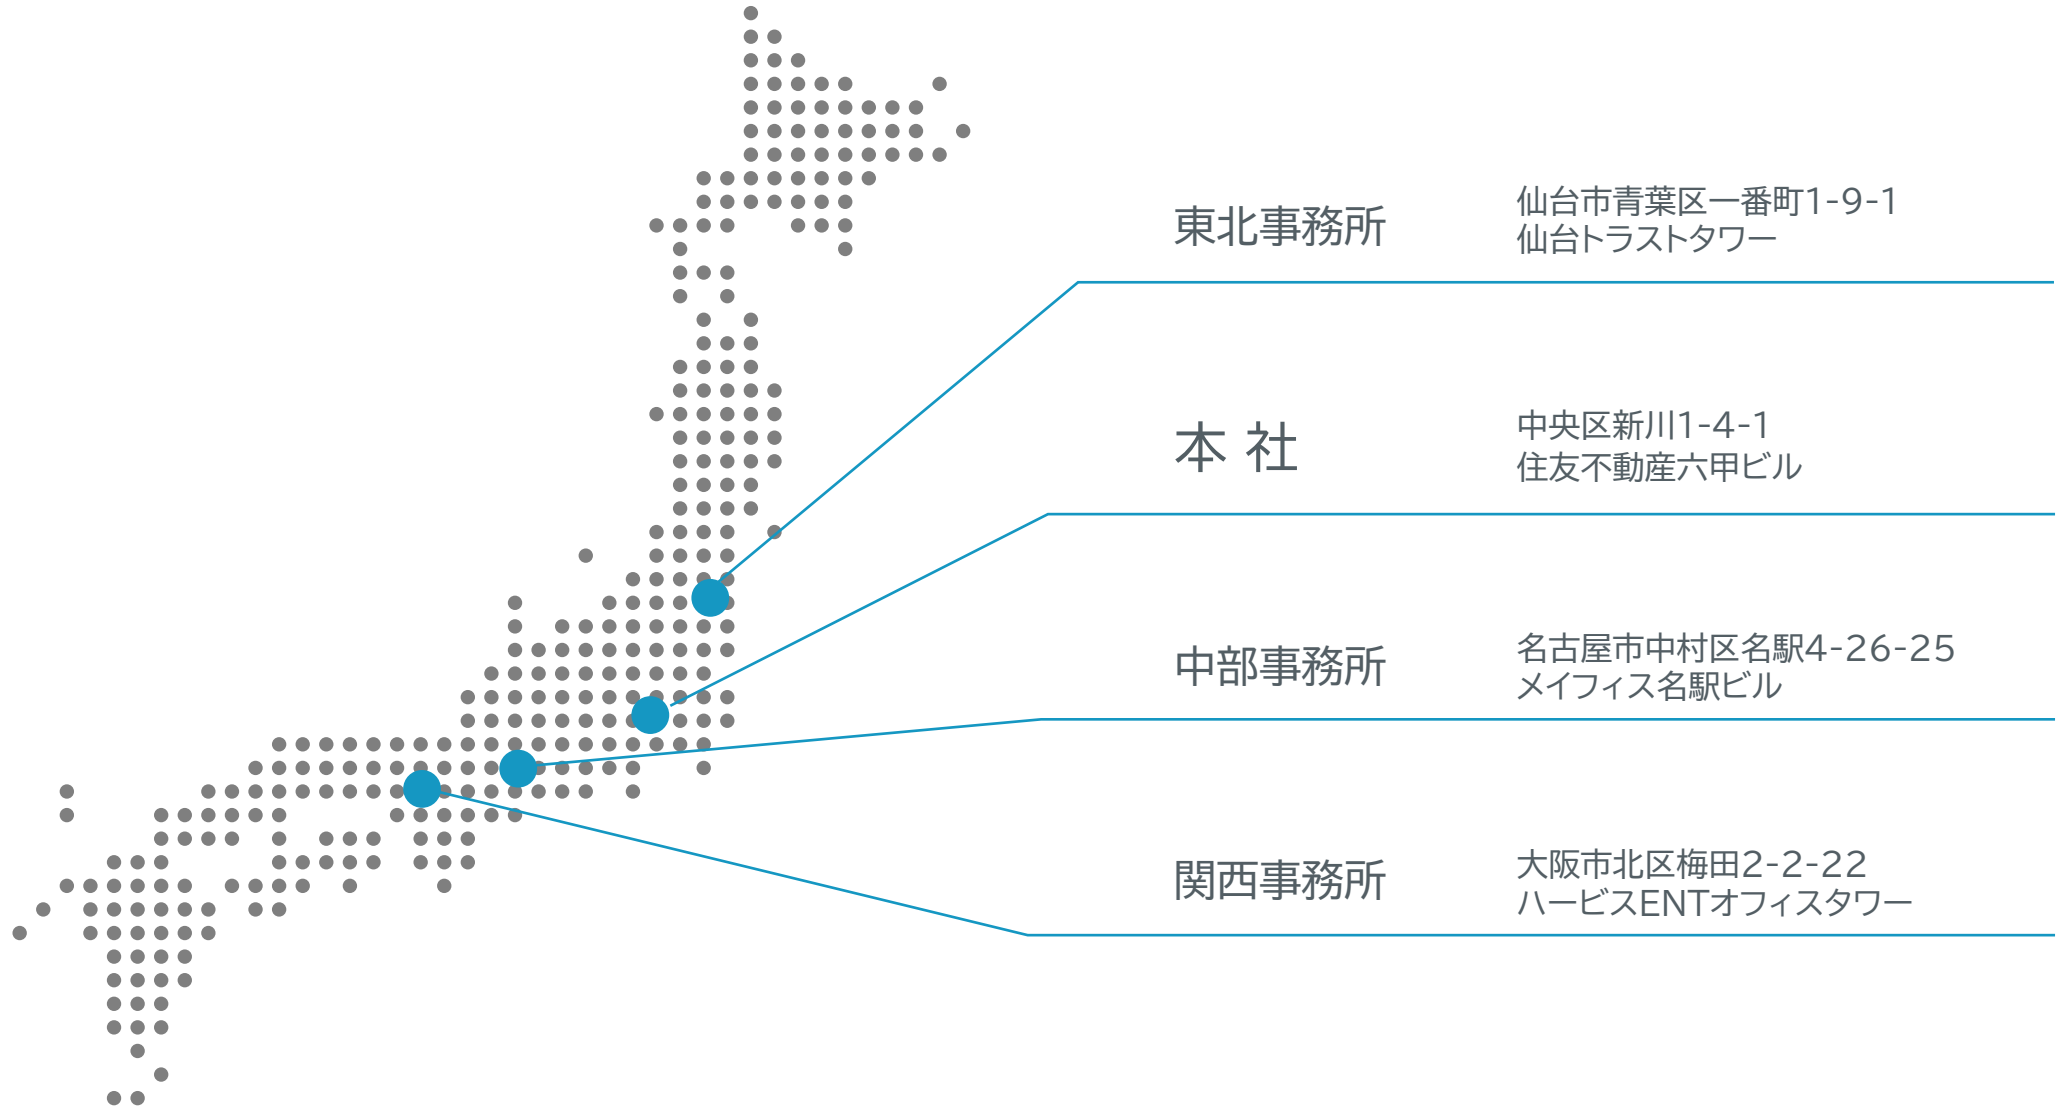 東北事務所
仙台市青葉区一番町1-9-1
仙台トラストタワー
本 社
中央区新川1-4-1
住友不動産六甲ビル
中部事務所
名古屋市中村区名駅4-26-25
メイフィス名駅ビル
関西事務所
大阪市北区梅田2-2-22
ハービスENTオフィスタワー